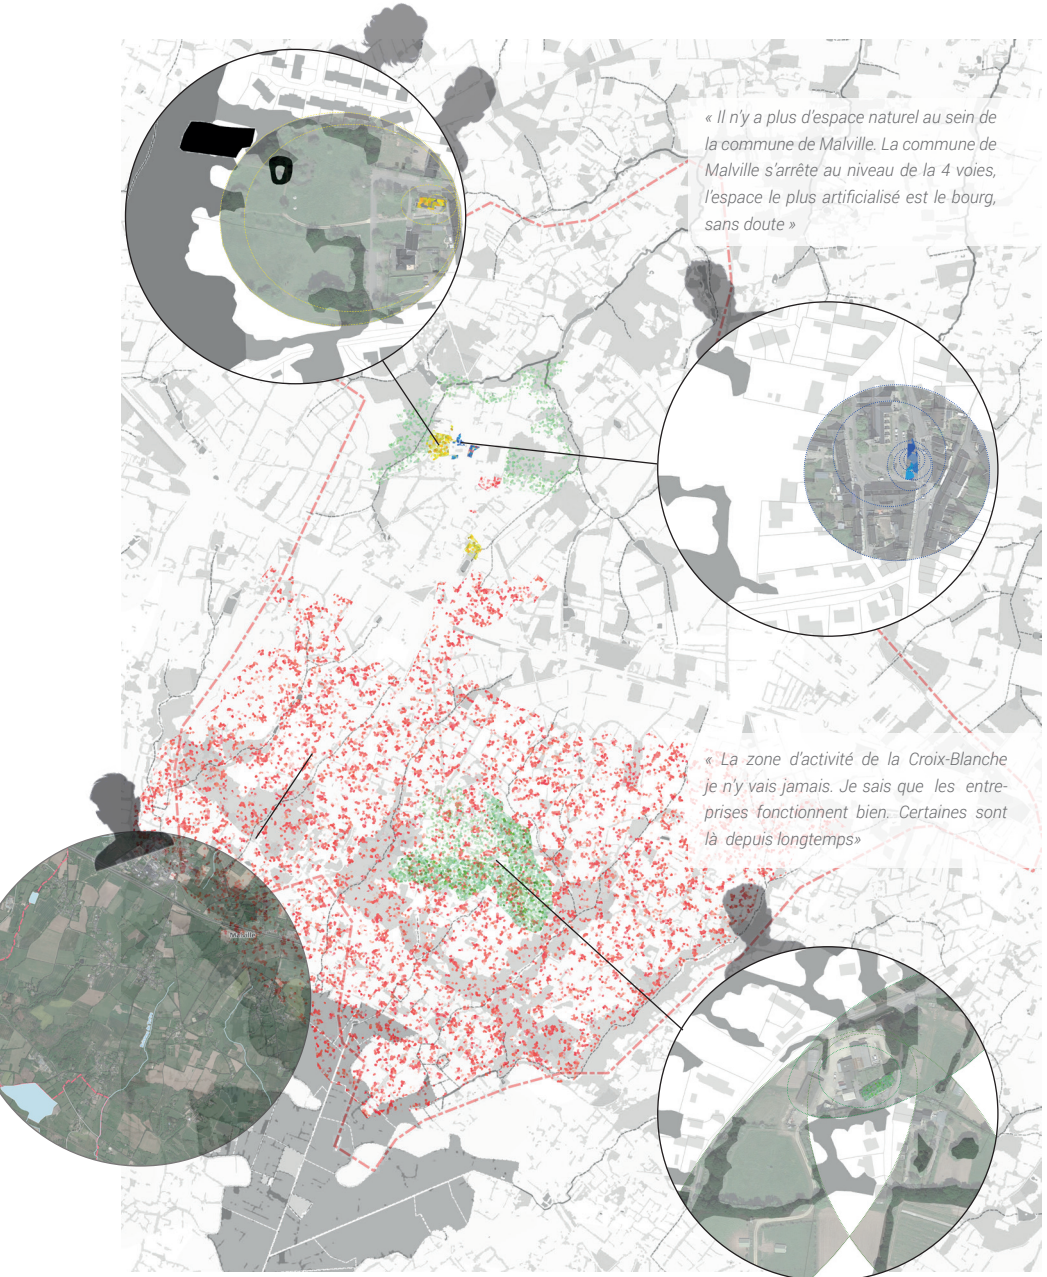 « Il n'y a plus d'espace naturel au sein de
la commune de Malville. La commune de
Malville s'arrête au niveau de la 4 voies,
l'espace le plus artificialisé est le bourg,
sans doute »
« La zone d'activité de la Croix-Blanche
je n'y vais jamais. Je sais que les entre-
prises fonctionnent bien. Certaines sont
là depuis longtemps»
Malville